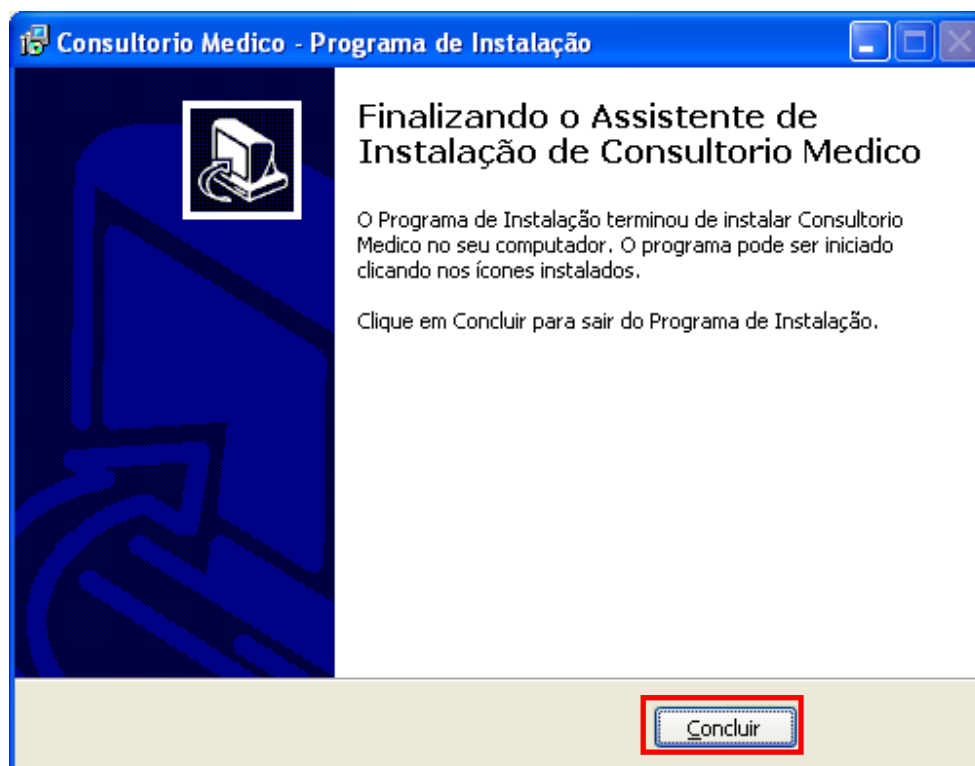 Consultorio Medico - Programa de Instalação
Finalizando o Assistente de
Instalação de Consultorio Medico
O Programa de Instalação terminou de instalar Consultorio
Medico no seu computador. O programa pode ser iniciado
clicando nos ícones instalados.
Clique em Concluir para sair do Programa de Instalação.
Concluir